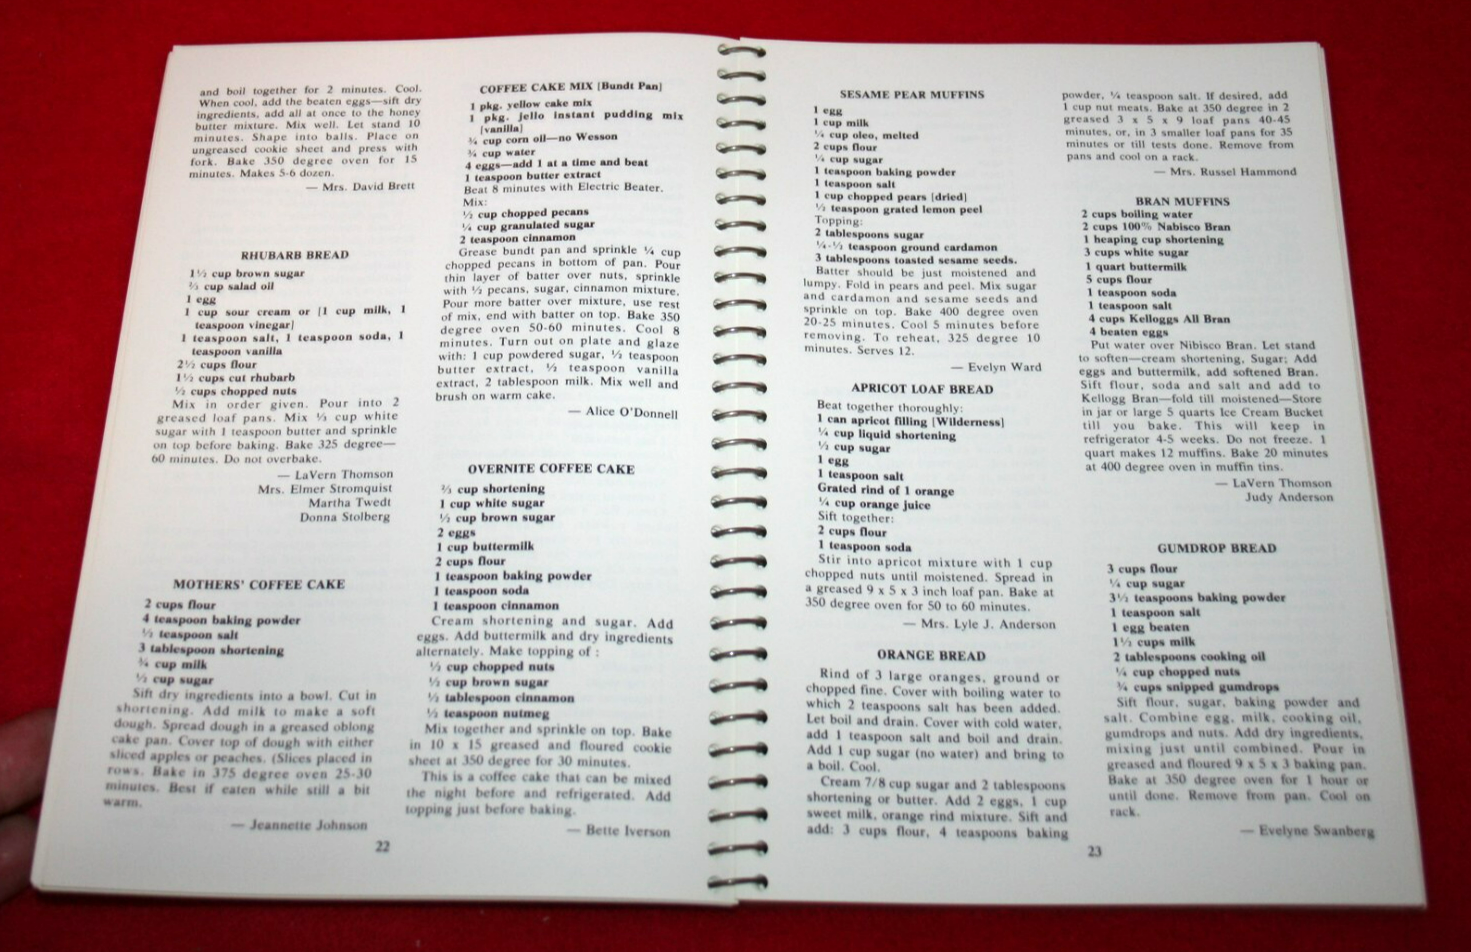 and boil together for 2 minutes. Cool.
When cool, add the beaten eggs—sift dry
ingredients, add all at once to the honey
butter mixture. Mix well. Let stand 10
minutes. Shape into balls. Place on
ungreased cookie sheet and press with
fork. Bake 350 degree oven for 15
minutes. Makes 5-6 dozen.
— Mrs. David Brett
RHUBARB BREAD
1½ cup brown sugar
⅔ cup salad oil
1 egg
1 cup sour cream or [1 cup milk, 1
teaspoon vinegar]
1 teaspoon salt, 1 teaspoon soda, 1
teaspoon vanilla
2½ cups flour
1½ cups cut rhubarb
½ cups chopped nuts
Mix in order given. Pour into 2
greased loaf pans. Mix ½ cup white
sugar with 1 teaspoon butter and sprinkle
on top before baking. Bake 325 degree—
60 minutes. Do not overbake.
— LaVern Thomson
Mrs. Elmer Stromquist
Martha Twedt
Donna Stolberg
MOTHERS' COFFEE CAKE
2 cups flour
4 teaspoon baking powder
½ teaspoon salt
3 tablespoon shortening
¾ cup milk
½ cup sugar
Sift dry ingredients into a bowl. Cut in
shortening. Add milk to make a soft
dough. Spread dough in a greased oblong
cake pan. Cover top of dough with either
sliced apples or peaches. (Slices placed in
rows. Bake in 375 degree oven 25-30
minutes. Best if eaten while still a bit
warm.
— Jeannette Johnson
22
COFFEE CAKE MIX [Bundt Pan]
1 pkg. yellow cake mix
1 pkg. jello instant pudding mix
[vanilla]
¾ cup corn oil—no Wesson
¾ cup water
4 eggs—add 1 at a time and beat
1 teaspoon butter extract
Beat 8 minutes with Electric Beater.
Mix:
½ cup chopped pecans
¼ cup granulated sugar
2 teaspoon cinnamon
Grease bundt pan and sprinkle ¼ cup
chopped pecans in bottom of pan. Pour
thin layer of batter over nuts, sprinkle
with ½ pecans, sugar, cinnamon mixture.
Pour more batter over mixture, use rest
of mix, end with batter on top. Bake 350
degree oven 50-60 minutes. Cool 8
minutes. Turn out on plate and glaze
with: 1 cup powdered sugar, ½ teaspoon
butter extract, ½ teaspoon vanilla
extract, 2 tablespoon milk. Mix well and
brush on warm cake.
— Alice O'Donnell
OVERNITE COFFEE CAKE
⅔ cup shortening
1 cup white sugar
½ cup brown sugar
2 eggs
1 cup buttermilk
2 cups flour
1 teaspoon baking powder
1 teaspoon soda
1 teaspoon cinnamon
Cream shortening and sugar. Add
eggs. Add buttermilk and dry ingredients
alternately. Make topping of :
½ cup chopped nuts
½ cup brown sugar
½ tablespoon cinnamon
½ teaspoon nutmeg
Mix together and sprinkle on top. Bake
in 10 x 15 greased and floured cookie
sheet at 350 degree for 30 minutes.
This is a coffee cake that can be mixed
the night before and refrigerated. Add
topping just before baking.
— Bette Iverson
SESAME PEAR MUFFINS
1 egg
1 cup milk
¼ cup oleo, melted
2 cups flour
¼ cup sugar
1 teaspoon baking powder
1 teaspoon salt
1 cup chopped pears [dried]
½ teaspoon grated lemon peel
Topping:
2 tablespoons sugar
¼-½ teaspoon ground cardamon
3 tablespoons toasted sesame seeds.
Batter should be just moistened and
lumpy. Fold in pears and peel. Mix sugar
and cardamon and sesame seeds and
sprinkle on top. Bake 400 degree oven
20-25 minutes. Cool 5 minutes before
removing. To reheat, 325 degree 10
minutes. Serves 12.
— Evelyn Ward
APRICOT LOAF BREAD
Beat together thoroughly:
1 can apricot filling [Wilderness]
¼ cup liquid shortening
½ cup sugar
1 egg
1 teaspoon salt
Grated rind of 1 orange
¼ cup orange juice
Sift together:
2 cups flour
1 teaspoon soda
Stir into apricot mixture with 1 cup
chopped nuts until moistened. Spread in
a greased 9 x 5 x 3 inch loaf pan. Bake at
350 degree oven for 50 to 60 minutes.
— Mrs. Lyle J. Anderson
ORANGE BREAD
Rind of 3 large oranges, ground or
chopped fine. Cover with boiling water to
which 2 teaspoons salt has been added.
Let boil and drain. Cover with cold water,
add 1 teaspoon salt and boil and drain.
Add 1 cup sugar (no water) and bring to
a boil. Cool.
Cream 7/8 cup sugar and 2 tablespoons
shortening or butter. Add 2 eggs, 1 cup
sweet milk, orange rind mixture. Sift and
add: 3 cups flour, 4 teaspoons baking
powder, ¼ teaspoon salt. If desired, add
1 cup nut meats. Bake at 350 degree in 2
greased 3 x 5 x 9 loaf pans 40-45
minutes, or, in 3 smaller loaf pans for 35
minutes or till tests done. Remove from
pans and cool on a rack.
— Mrs. Russel Hammond
BRAN MUFFINS
2 cups boiling water
2 cups 100% Nabisco Bran
1 heaping cup shortening
3 cups white sugar
1 quart buttermilk
5 cups flour
1 teaspoon soda
1 teaspoon salt
4 cups Kelloggs All Bran
4 beaten eggs
Put water over Nibisco Bran. Let stand
to soften—cream shortening, Sugar; Add
eggs and buttermilk, add softened Bran.
Sift flour, soda and salt and add to
Kellogg Bran—fold till moistened—Store
in jar or large 5 quarts Ice Cream Bucket
till you bake. This will keep in
refrigerator 4-5 weeks. Do not freeze. 1
quart makes 12 muffins. Bake 20 minutes
at 400 degree oven in muffin tins.
— LaVern Thomson
Judy Anderson
GUMDROP BREAD
3 cups flour
¼ cup sugar
3½ teaspoons baking powder
1 teaspoon salt
1 egg beaten
1½ cups milk
2 tablespoons cooking oil
¼ cup chopped nuts
¾ cups snipped gumdrops
Sift flour, sugar, baking powder and
salt. Combine egg, milk, cooking oil,
gumdrops and nuts. Add dry ingredients,
mixing just until combined. Pour in
greased and floured 9 x 5 x 3 baking pan.
Bake at 350 degree oven for 1 hour or
until done. Remove from pan. Cool on
rack.
— Evelyne Swanberg
23